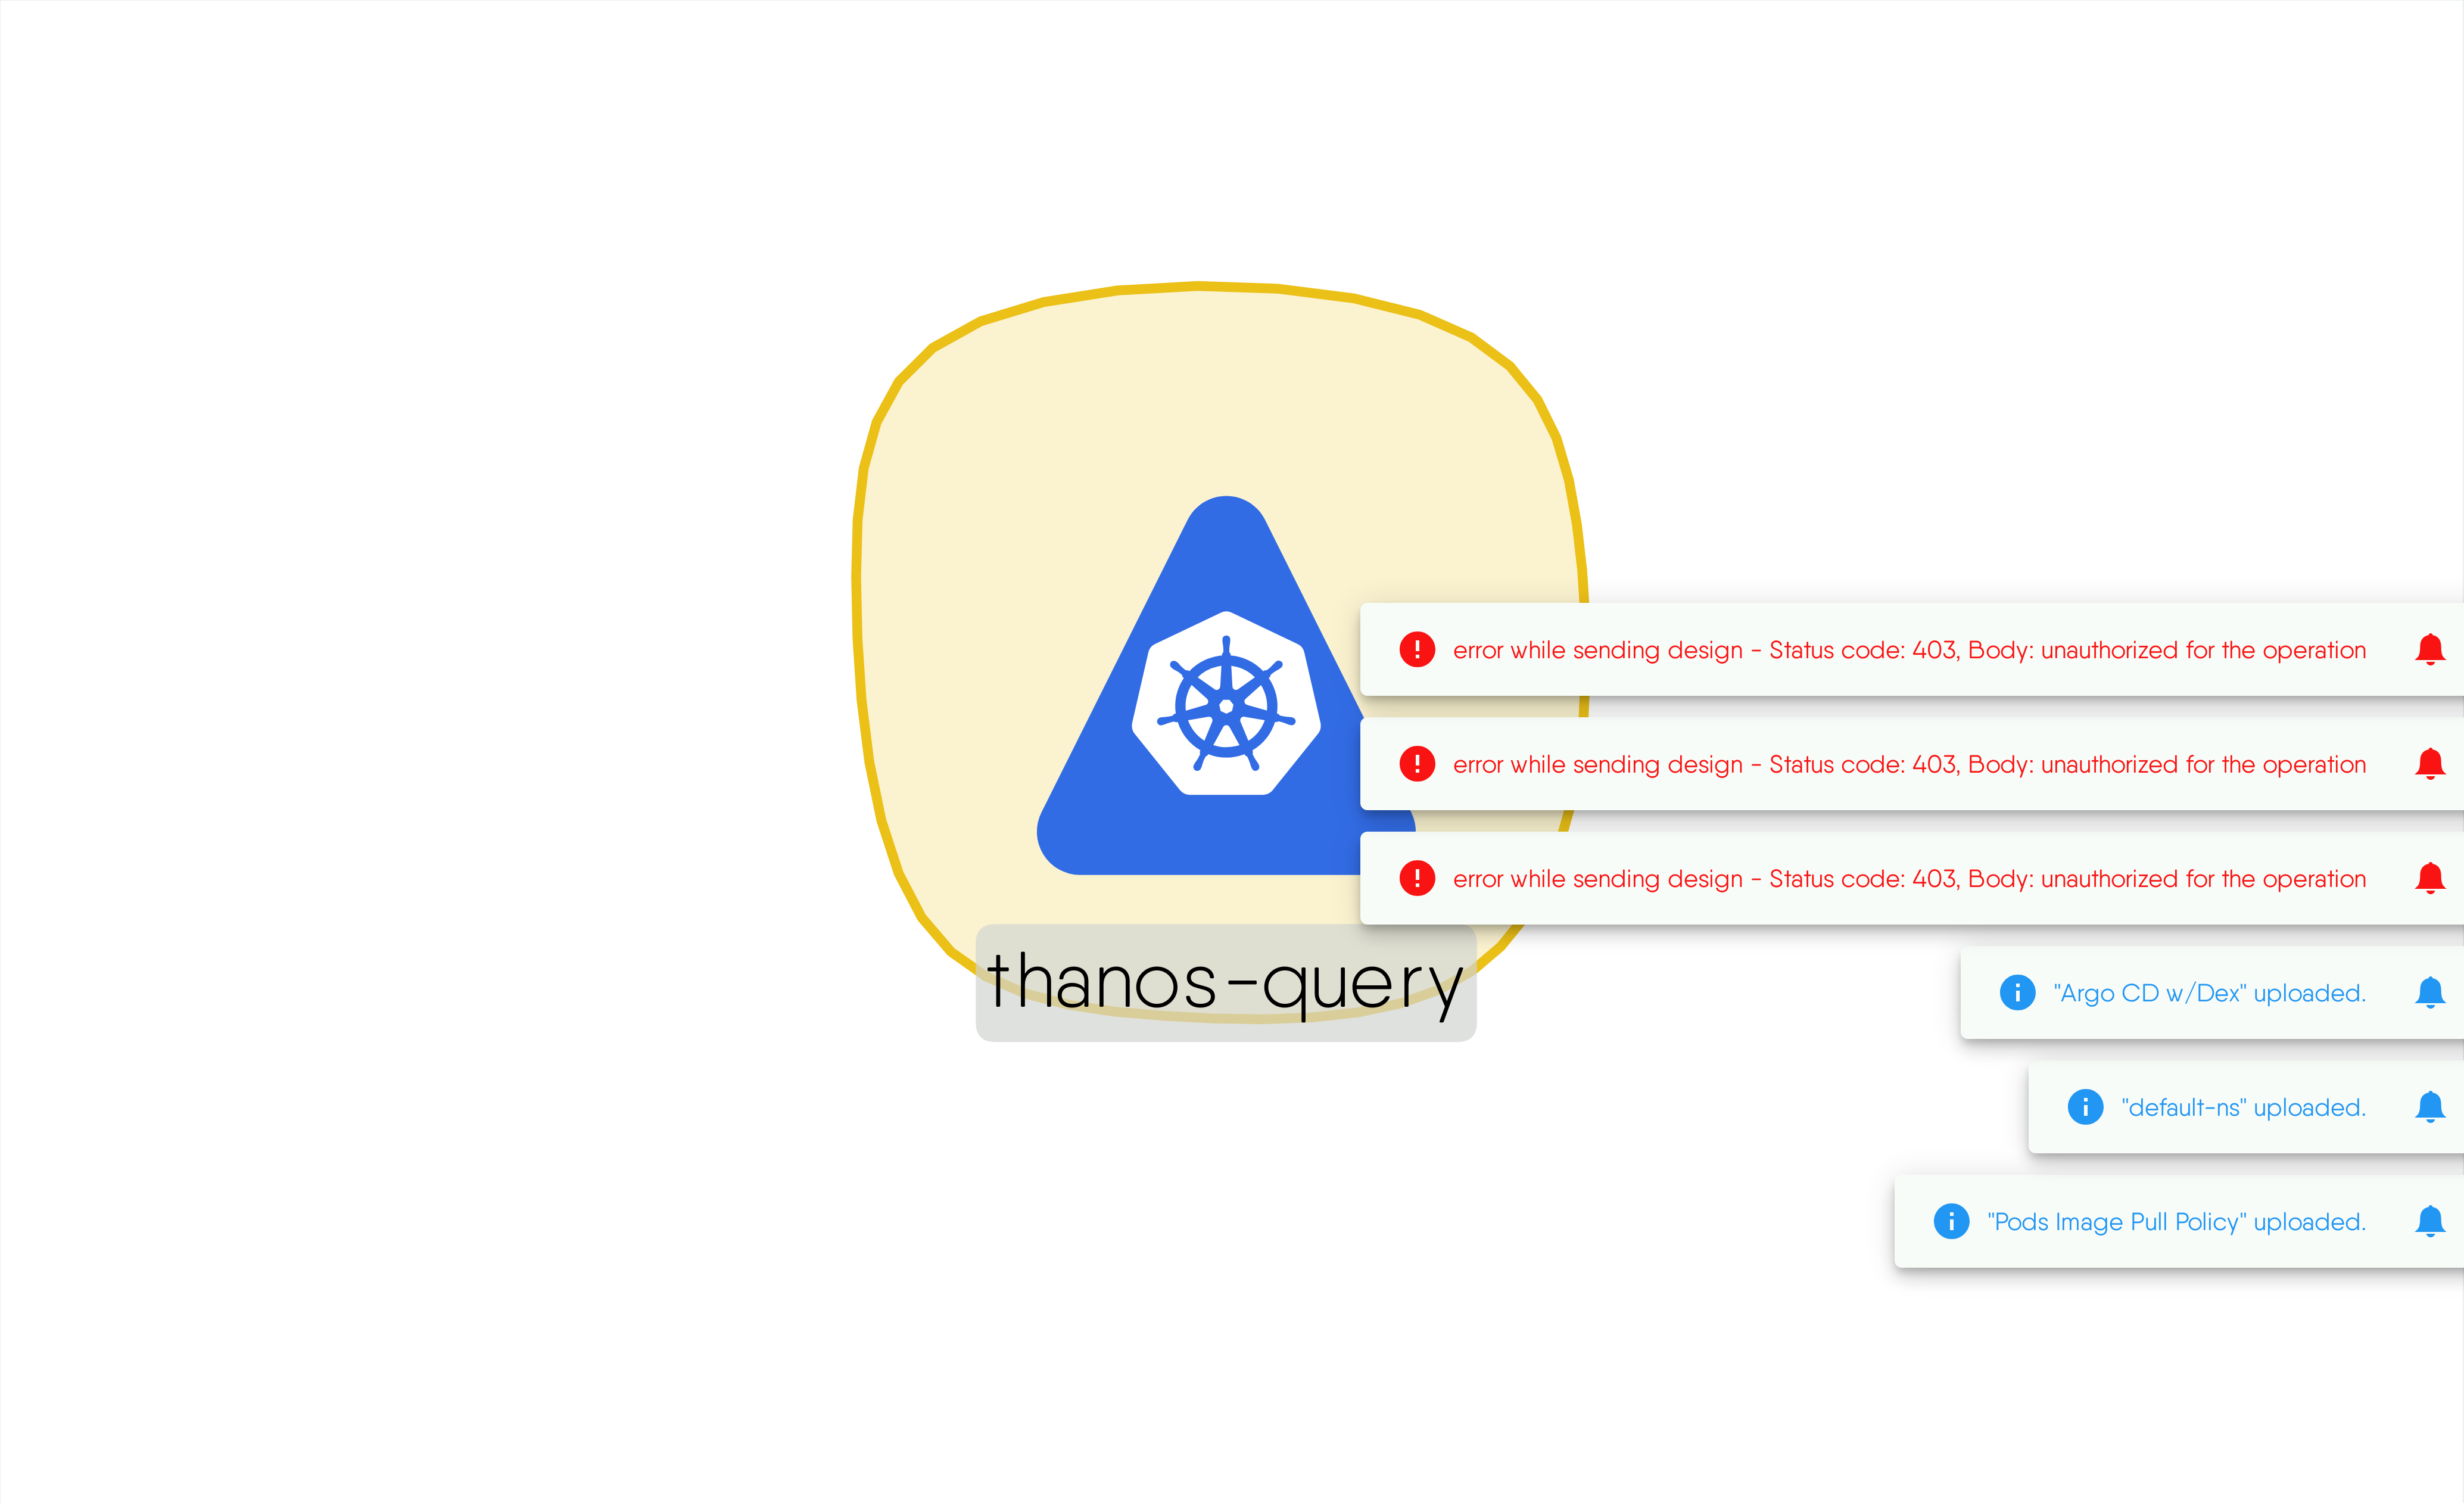 error while sending design - Status code: 403, Body: unauthorized for the operation
error while sending design - Status code: 403, Body: unauthorized for the operation
error while sending design - Status code: 403, Body: unauthorized for the operation
thanos-query
"Argo CD w/Dex" uploaded.
"default-ns" uploaded.
"Pods Image Pull Policy" uploaded.